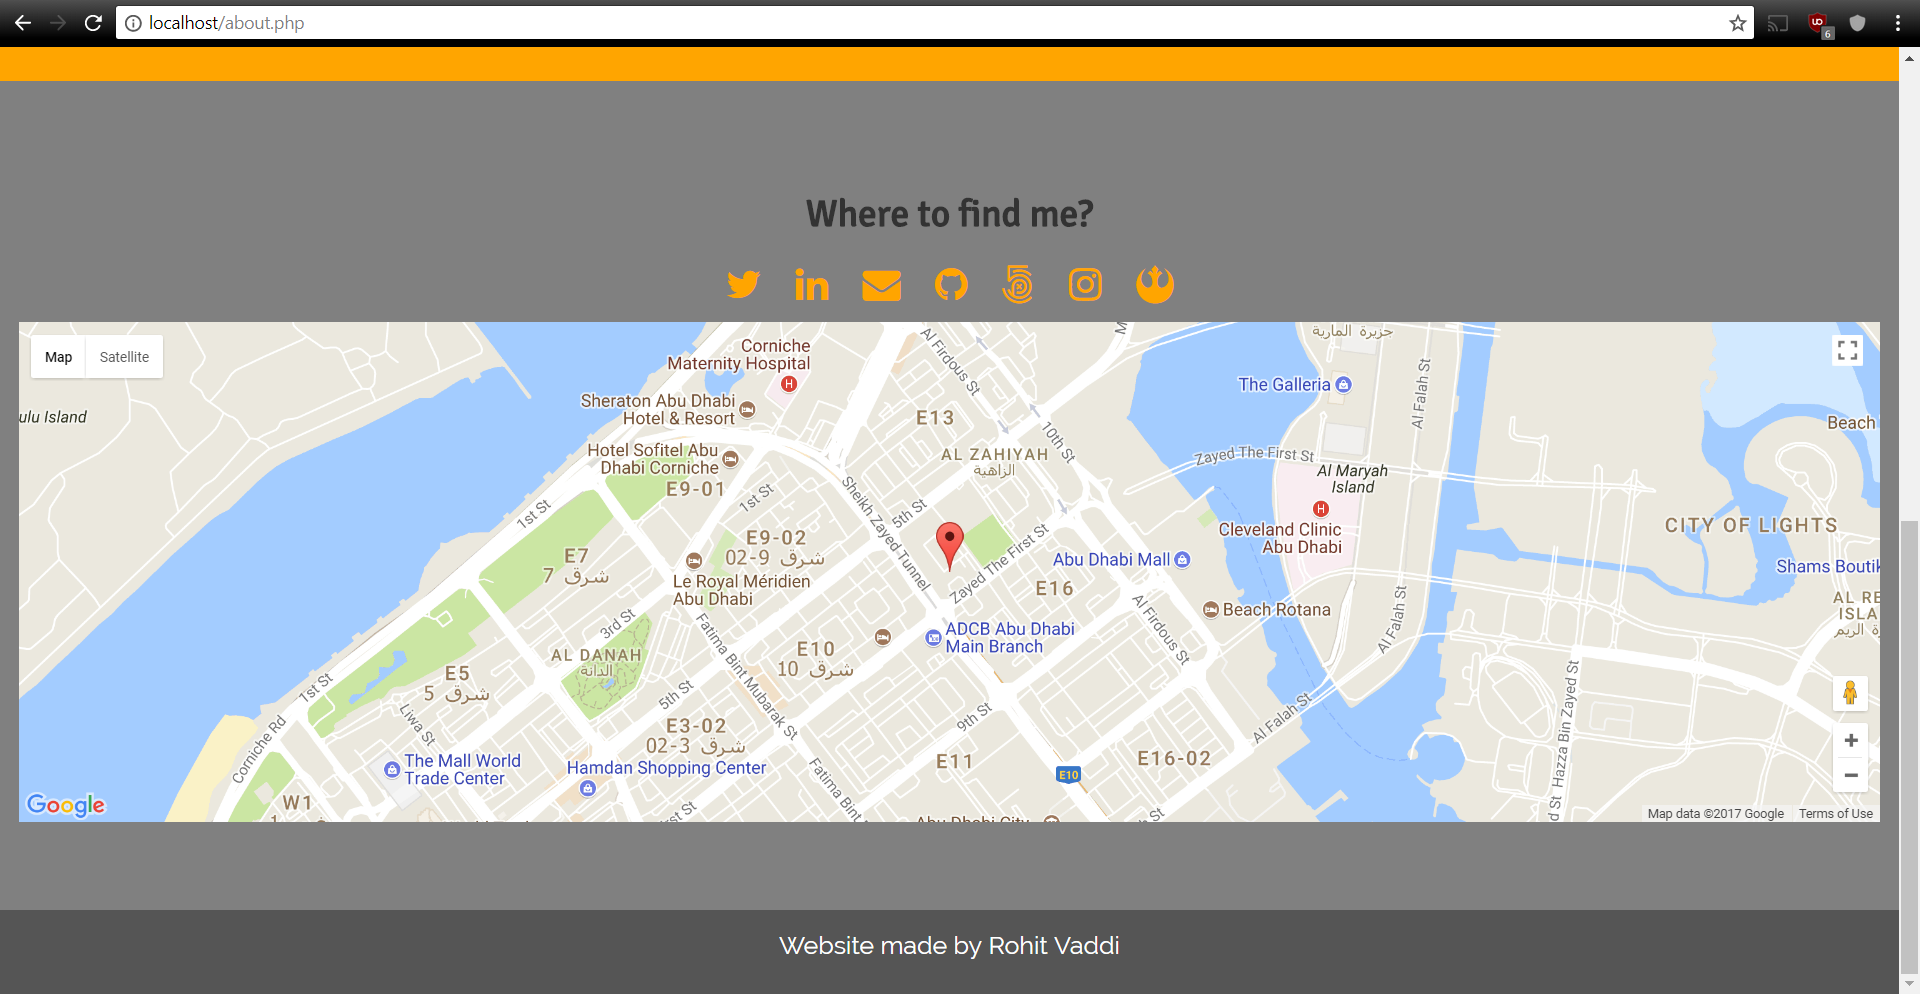 localhost/about.php
6
Where to find me?
Map
Satellite
ulu Island
Corniche
Maternity Hospital
Sheraton Abu Dhabi
Hotel & Resort
Hotel Sofitel Abu
Dhabi Corniche
E9-01
Al Firdous St
E13
AL ZAHIYAH
الزاهية
10th St
جزيرة المارية
The Galleria
Al Falah St
Zayed The First St
Al Maryah
Island
Beach
Cleveland Clinic
Abu Dhabi
CITY OF LIGHTS
Shams Boutik
1st St
1st St
Sheikh Zayed Tunnel
5th St
E9-02
شرق 9-02
E7
شرق 7
Le Royal Méridien
Abu Dhabi
Zayed The First St
Abu Dhabi Mall
E16
Beach Rotana
Al Firdous St
Al Falah St
AL RE
ISLA
3rd St
AL DANAH
الدانة
Fatima Bint Mubarak St
E10
شرق 10
ADCB Abu Dhabi
Main Branch
E5
شرق 5
1st St
Liwa St
5th St
E3-02
شرق 3-02
9th St
Al Falah St
Hazza Bin Zayed St
Corniche Rd
The Mall World
Trade Center
Hamdan Shopping Center
Fatima Bint
E11
E10
E16-02
W1
Google
Abu Dhabi City
Map data ©2017 Google
Terms of Use
Website made by Rohit Vaddi